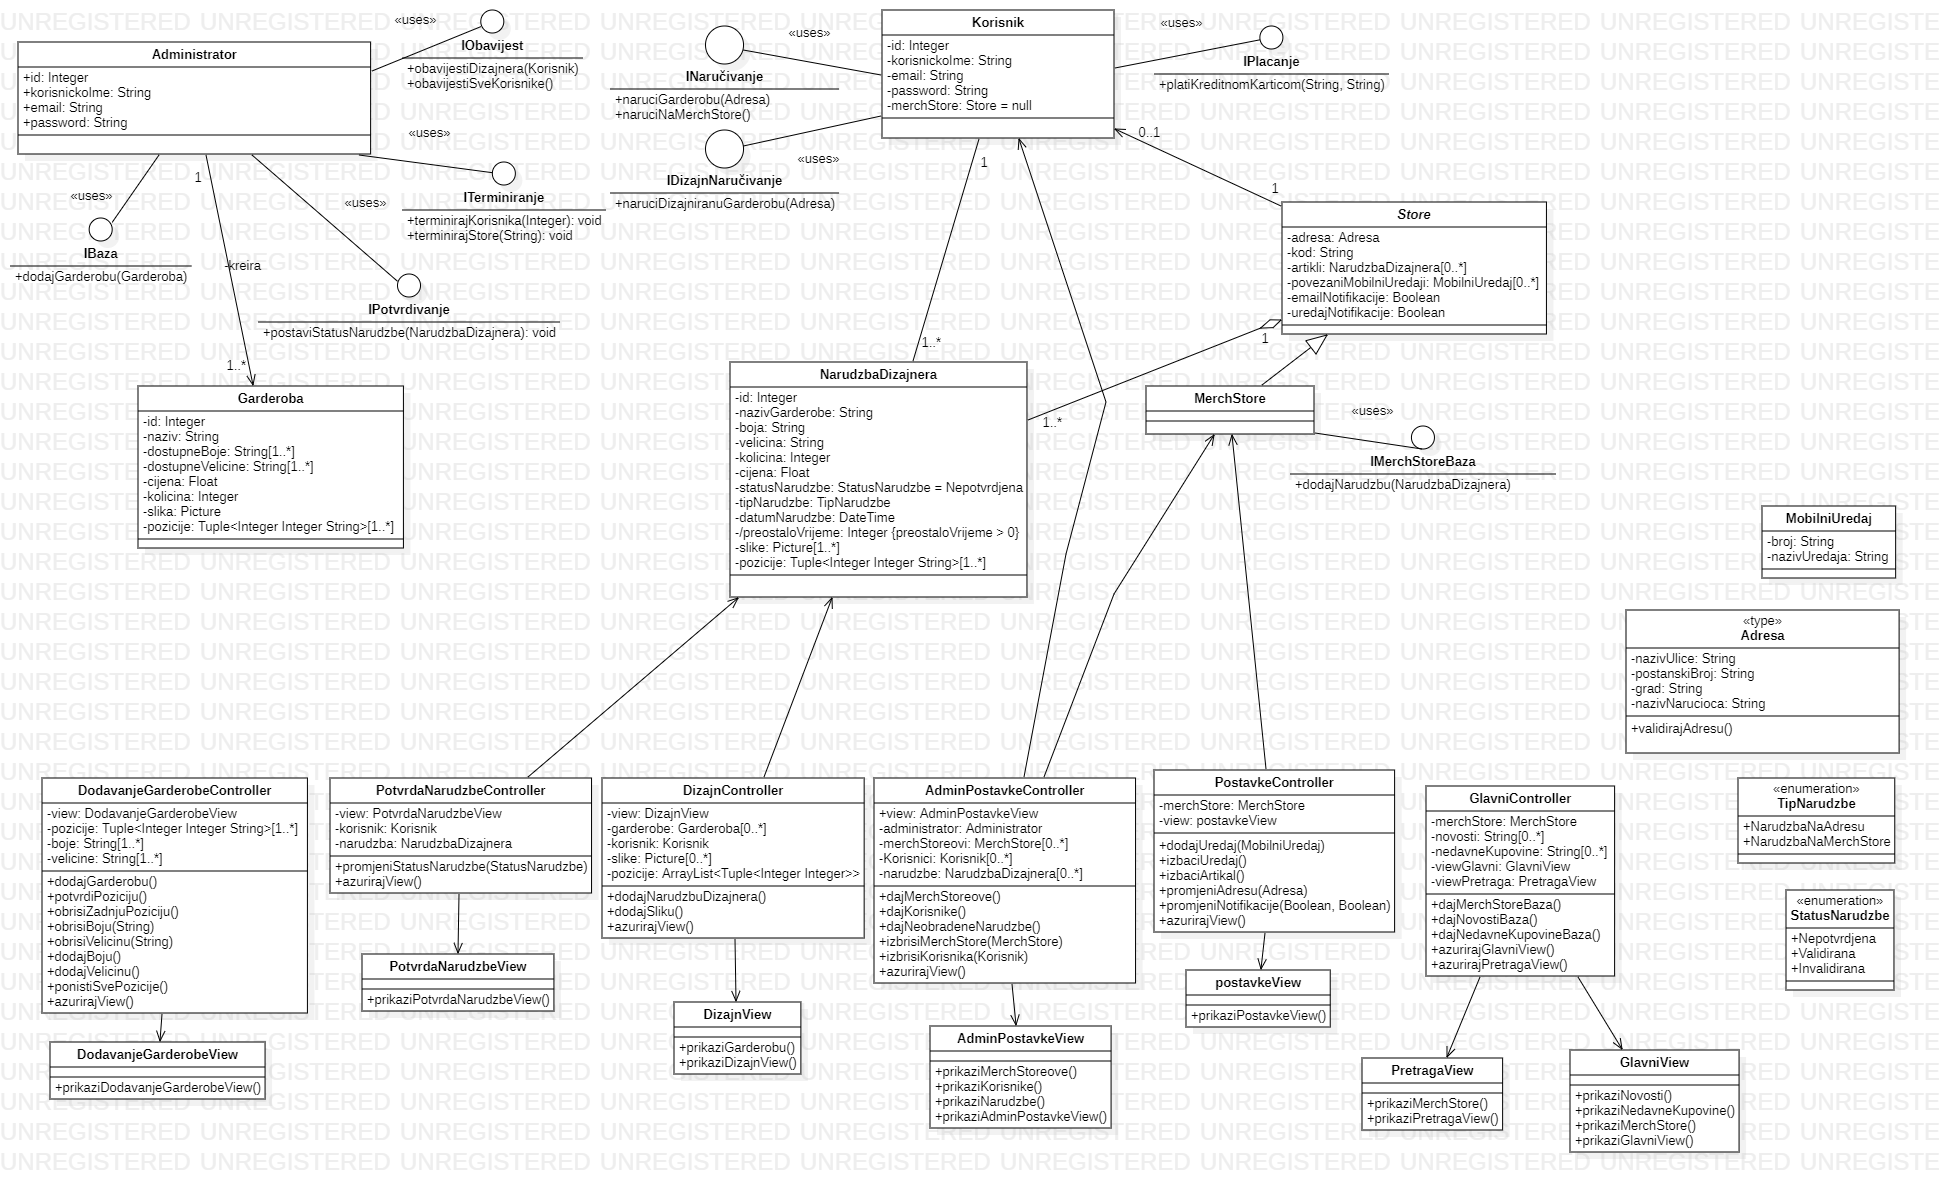 Administrator
+id: Integer
+korisnickoIme: String
+email: String
+password: String
«uses»
IObavijest
+obavijestiDizajnera(Korisnik)
+obavijestiSveKorisnike()
«uses»
ITerminiranje
+terminirajKorisnika(Integer): void
+terminirajStore(String): void
«uses»
IBaza
+dodajGarderobu(Garderoba)
«uses»
IPotvrdivanje
+postaviStatusNarudzbe(NarudzbaDizajnera): void
1
-kreira
1..*
Garderoba
-id: Integer
-naziv: String
-dostupneBoje: String[1..*]
-dostupneVelicine: String[1..*]
-cijena: Float
-kolicina: Integer
-slika: Picture
-pozicije: Tuple<Integer Integer String>[1..*]
«uses»
INaručivanje
+naruciGarderobu(Adresa)
+naruciNaMerchStore()
«uses»
IDizajnNaručivanje
+naruciDizajniranuGarderobu(Adresa)
Korisnik
-id: Integer
-korisnickoIme: String
-email: String
-password: String
-merchStore: Store = null
«uses»
IPlacanje
+platiKreditnomKarticom(String, String)
0..1
1
1
1..*
Store
-adresa: Adresa
-kod: String
-artikli: NarudzbaDizajnera[0..*]
-povezaniMobilniUredaji: MobilniUredaj[0..*]
-emailNotifikacije: Boolean
-uredajNotifikacije: Boolean
1
1..*
NarudzbaDizajnera
-id: Integer
-nazivGarderobe: String
-boja: String
-velicina: String
-kolicina: Integer
-cijena: Float
-statusNarudzbe: StatusNarudzbe = Nepotvrdjena
-tipNarudzbe: TipNarudzbe
-datumNarudzbe: DateTime
-/preostaloVrijeme: Integer {preostaloVrijeme > 0}
-slike: Picture[1..*]
-pozicije: Tuple<Integer Integer String>[1..*]
MerchStore
«uses»
IMerchStoreBaza
+dodajNarudzbu(NarudzbaDizajnera)
MobilniUredaj
-broj: String
-nazivUredaja: String
«type»
Adresa
-nazivUlice: String
-postanskiBroj: String
-grad: String
-nazivNarucioca: String
+validirajAdresu()
«enumeration»
TipNarudzbe
+NarudzbaNaAdresu
+NarudzbaNaMerchStore
«enumeration»
StatusNarudzbe
+Nepotvrdjena
+Validirana
+Invalidirana
DodavanjeGarderobeController
-view: DodavanjeGarderobeView
-pozicije: Tuple<Integer Integer String>[1..*]
-boje: String[1..*]
-velicine: String[1..*]
+dodajGarderobu()
+potvrdiPoziciju()
+obrisiZadnjuPoziciju()
+obrisiBoju(String)
+obrisiVelicinu(String)
+dodajBoju()
+dodajVelicinu()
+ponistiSvePozicije()
+azurirajView()
DodavanjeGarderobeView
+prikaziDodavanjeGarderobeView()
PotvrdaNarudzbeController
-view: PotvrdaNarudzbeView
-korisnik: Korisnik
-narudzba: NarudzbaDizajnera
+promjeniStatusNarudzbe(StatusNarudzbe)
+azurirajView()
PotvrdaNarudzbeView
+prikaziPotvrdaNarudzbeView()
DizajnController
-view: DizajnView
-garderobe: Garderoba[0..*]
-korisnik: Korisnik
-slike: Picture[0..*]
-pozicije: ArrayList<Tuple<Integer Integer>>
+dodajNarudzbuDizajnera()
+dodajSliku()
+azurirajView()
DizajnView
+prikaziGarderobu()
+prikaziDizajnView()
AdminPostavkeController
+view: AdminPostavkeView
-administrator: Administrator
-merchStoreovi: MerchStore[0..*]
-Korisnici: Korisnik[0..*]
-narudzbe: NarudzbaDizajnera[0..*]
+dajMerchStoreove()
+dajKorisnike()
+dajNeobradeneNarudzbe()
+izbrisiMerchStore(MerchStore)
+izbrisiKorisnika(Korisnik)
+azurirajView()
AdminPostavkeView
+prikaziMerchStoreove()
+prikaziKorisnike()
+prikaziNarudzbe()
+prikaziAdminPostavkeView()
PostavkeController
-merchStore: MerchStore
-view: postavkeView
+dodajUredaj(MobilniUredaj)
+izbaciUredaj()
+izbaciArtikal()
+promjeniAdresu(Adresa)
+promjeniNotifikacije(Boolean, Boolean)
+azurirajView()
postavkeView
+prikaziPostavkeView()
GlavniController
-merchStore: MerchStore
-novosti: String[0..*]
-nedavneKupovine: String[0..*]
-viewGlavni: GlavniView
-viewPretraga: PretragaView
+dajMerchStoreBaza()
+dajNovostiBaza()
+dajNedavneKupovineBaza()
+azurirajGlavniView()
+azurirajPretragaView()
PretragaView
+prikaziMerchStore()
+prikaziPretragaView()
GlavniView
+prikaziNovosti()
+prikaziNedavneKupovine()
+prikaziMerchStore()
+prikaziGlavniView()